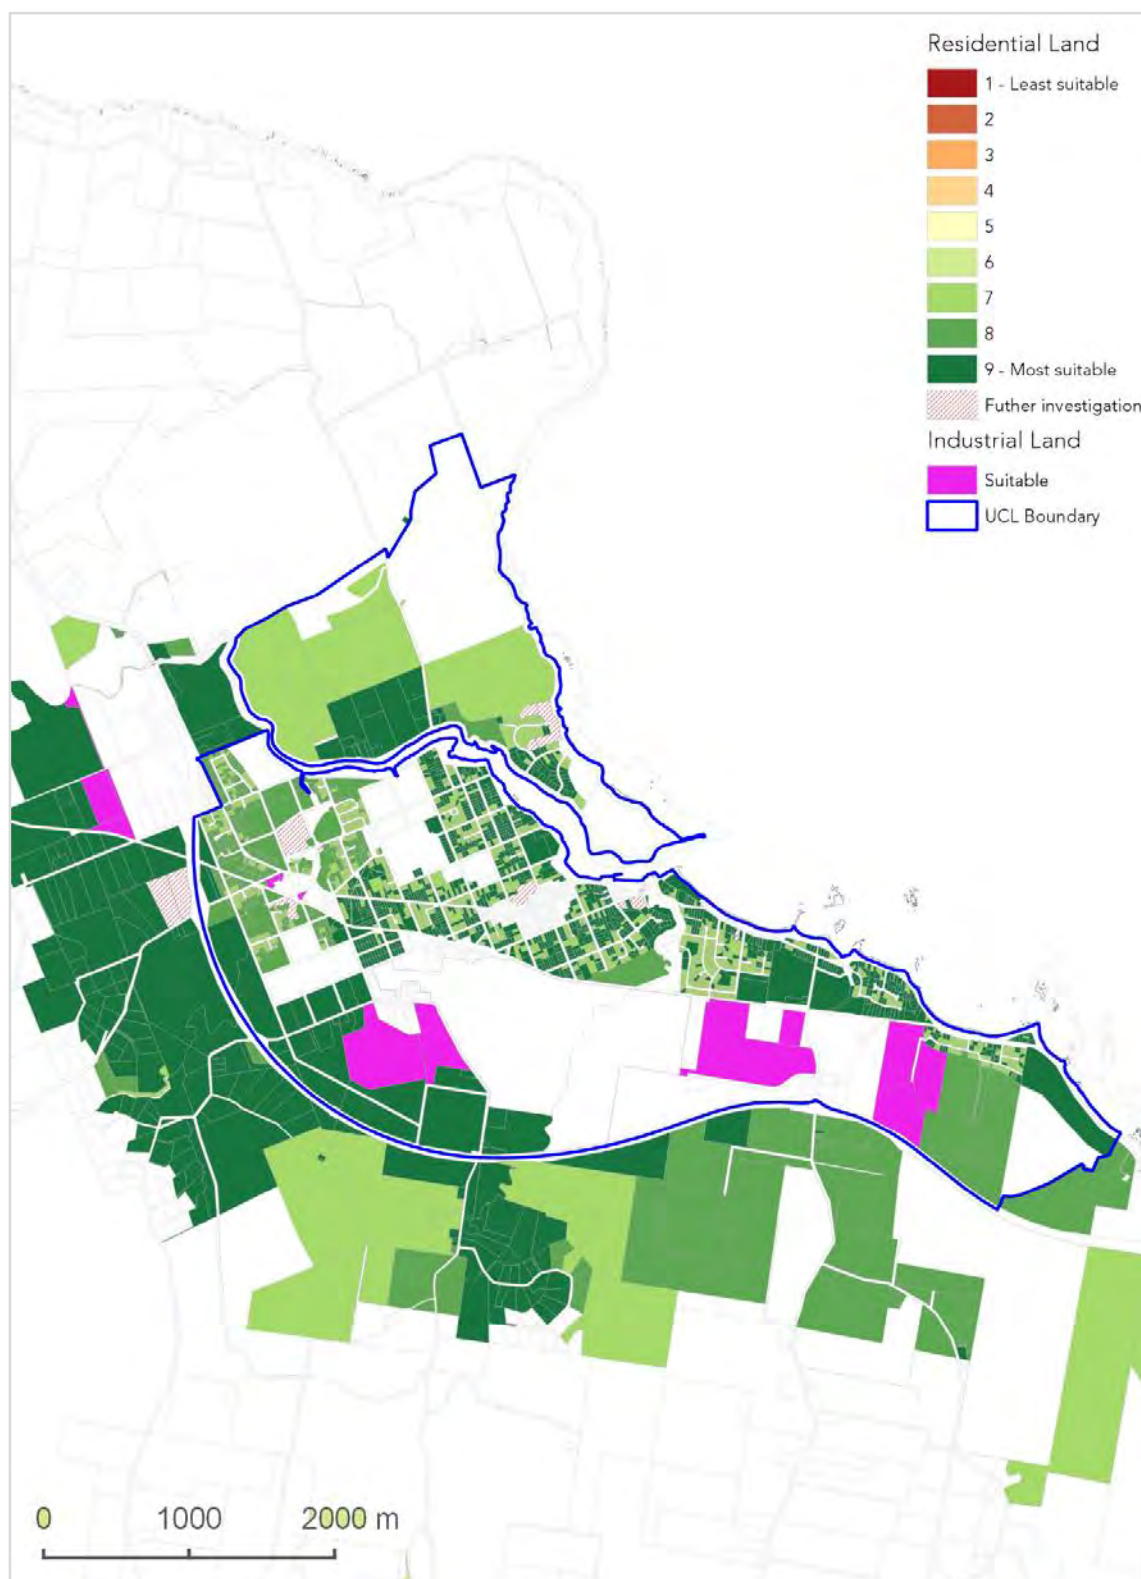 Residential Land
1 - Least suitable
2
3
4
5
6
7
8
9 - Most suitable
Futher investigation
Industrial Land
Suitable
UCL Boundary
0 1000 2000 m